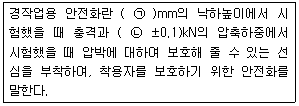 경작업용 안전화란 ( ㉠ )mm의 낙하높이에서 시
험했을 때 충격과 ( ㉡ ±0.1)kN의 압축하중에서
시험했을 때 압박에 대하여 보호해 줄 수 있는 선
심을 부착하여, 착용자를 보호하기 위한 안전화를
말한다.